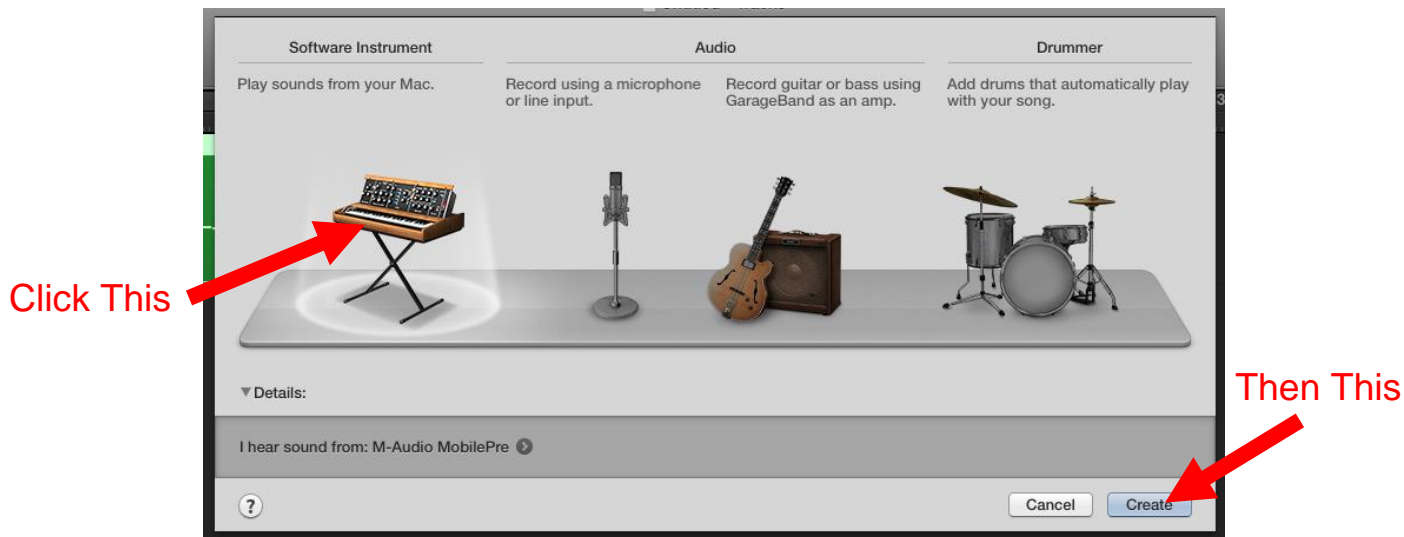 Software Instrument
Audio
Drummer
Play sounds from your Mac.
Record using a microphone
or line input.
Record guitar or bass using
GarageBand as an amp.
Add drums that automatically play
with your song.
Click This
Then This
▼Details:
I hear sound from: M-Audio MobilePre
?
Cancel
Create